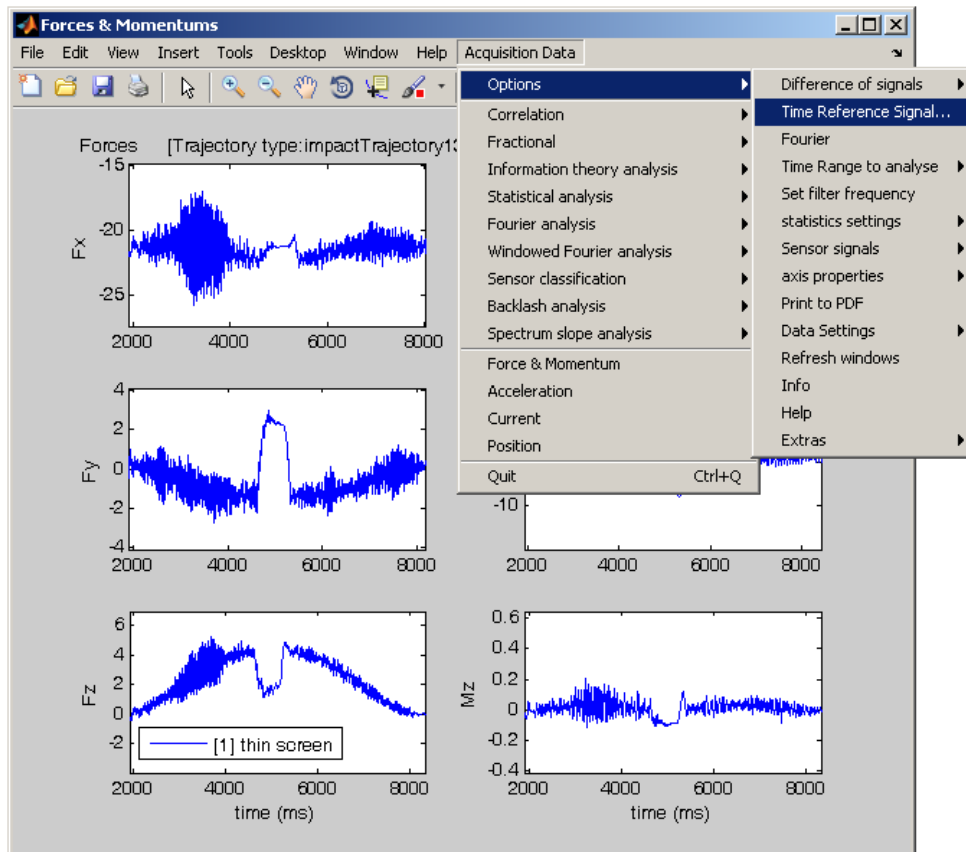 Forces & Momentums
File Edit View Insert Tools Desktop Window Help Acquisition Data
Options
Correlation
Fractional
Information theory analysis
Statistical analysis
Fourier analysis
Windowed Fourier analysis
Sensor classification
Backlash analysis
Spectrum slope analysis
Force & Momentum
Acceleration
Current
Position
Quit Ctrl+Q
Difference of signals
Time Reference Signal...
Fourier
Time Range to analyse
Set filter frequency
statistics settings
Sensor signals
axis properties
Print to PDF
Data Settings
Refresh windows
Info
Help
Extras
Forces [Trajectory type:impactTrajectory13
-15
-20
-25
Fx
2000 4000 6000 8000
4
2
0
-2
-4
Fy
2000 4000 6000 8000
-10
2000 4000 6000 8000
6
4
2
0
-2
Fz
[1] thin screen
2000 4000 6000 8000
time (ms)
0.6
0.4
0.2
0
-0.2
-0.4
Mz
2000 4000 6000 8000
time (ms)